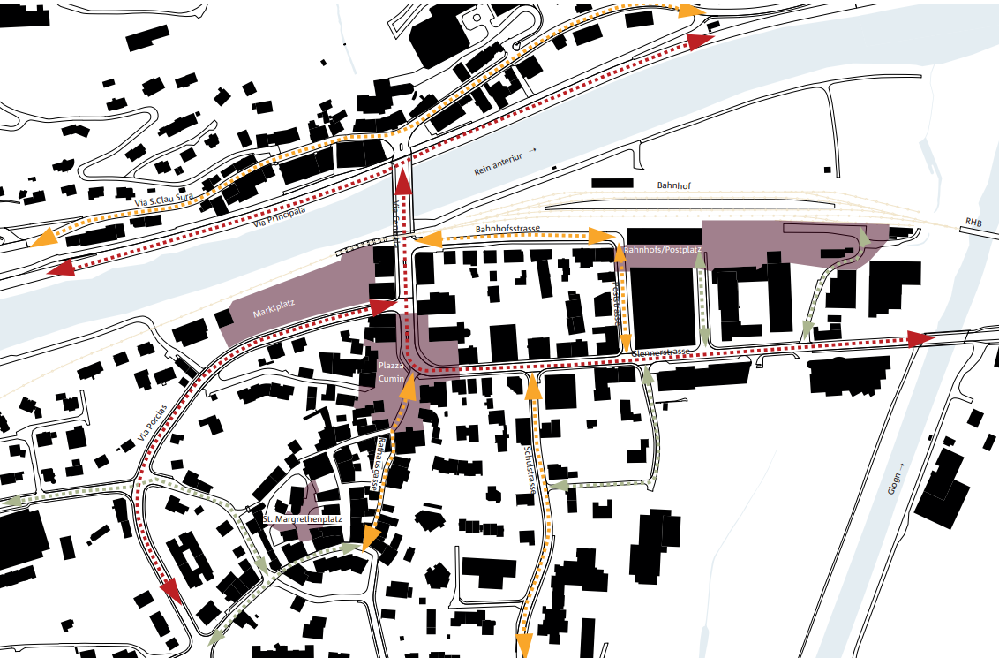 Rein anteriur →
Bahnhof
Via S.Clau Sura
Via Principala
RHB
Bahnhofsstrasse
Bahnhofs/Postplatz
Poststrasse
Marktplatz
Glennerstrasse
Plazza
Cumin
Via Porclas
Rathausgasse
Schulstrasse
Glogn →
St. Margrethenplatz